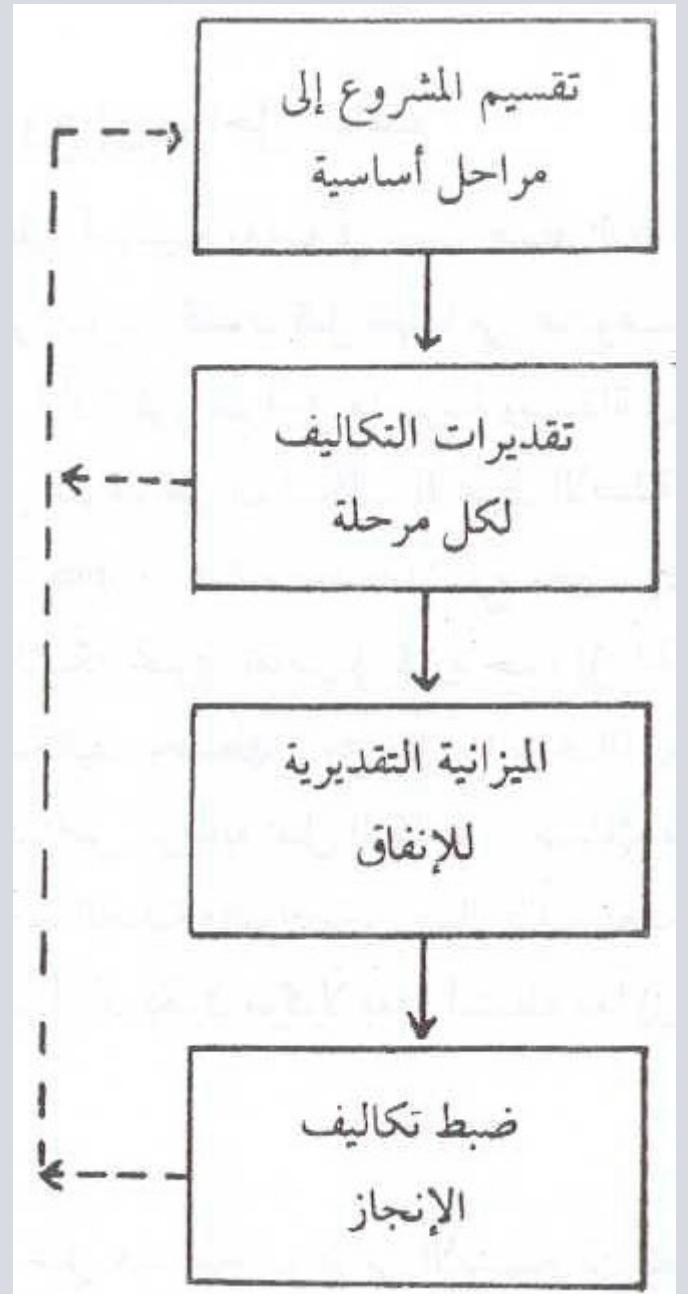 تقسيم المشروع إلى
مراحل أساسية
تقديرات التكاليف
لكل مرحلة
الميزانية التقديرية
للإنفاق
ضبط تكاليف
الإنجاز